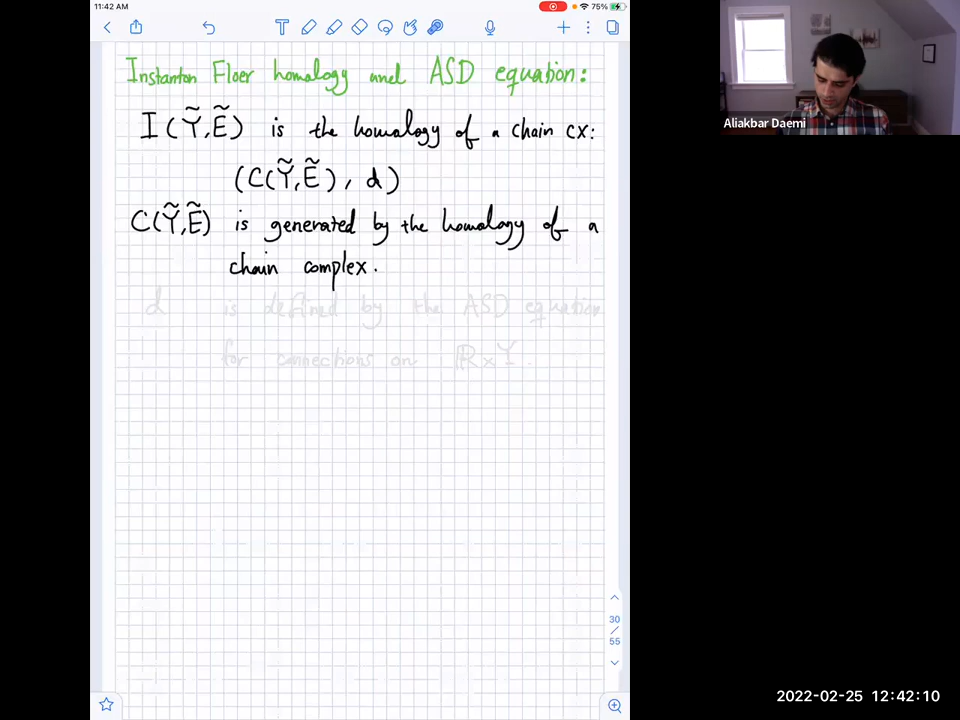 11:42 AM
75%
Instanton Floer homology and ASD equation:
I(Ỹ,Ẽ) is the homology of a chain cx:
(C(Ỹ,Ẽ), d)
C(Ỹ,Ẽ) is generated by the homology of a
chain complex.
d is defined by the ASD equation
for connections on ℝ×Y.
30
/
55
Aliakbar Daemi
2022-02-25 12:42:10